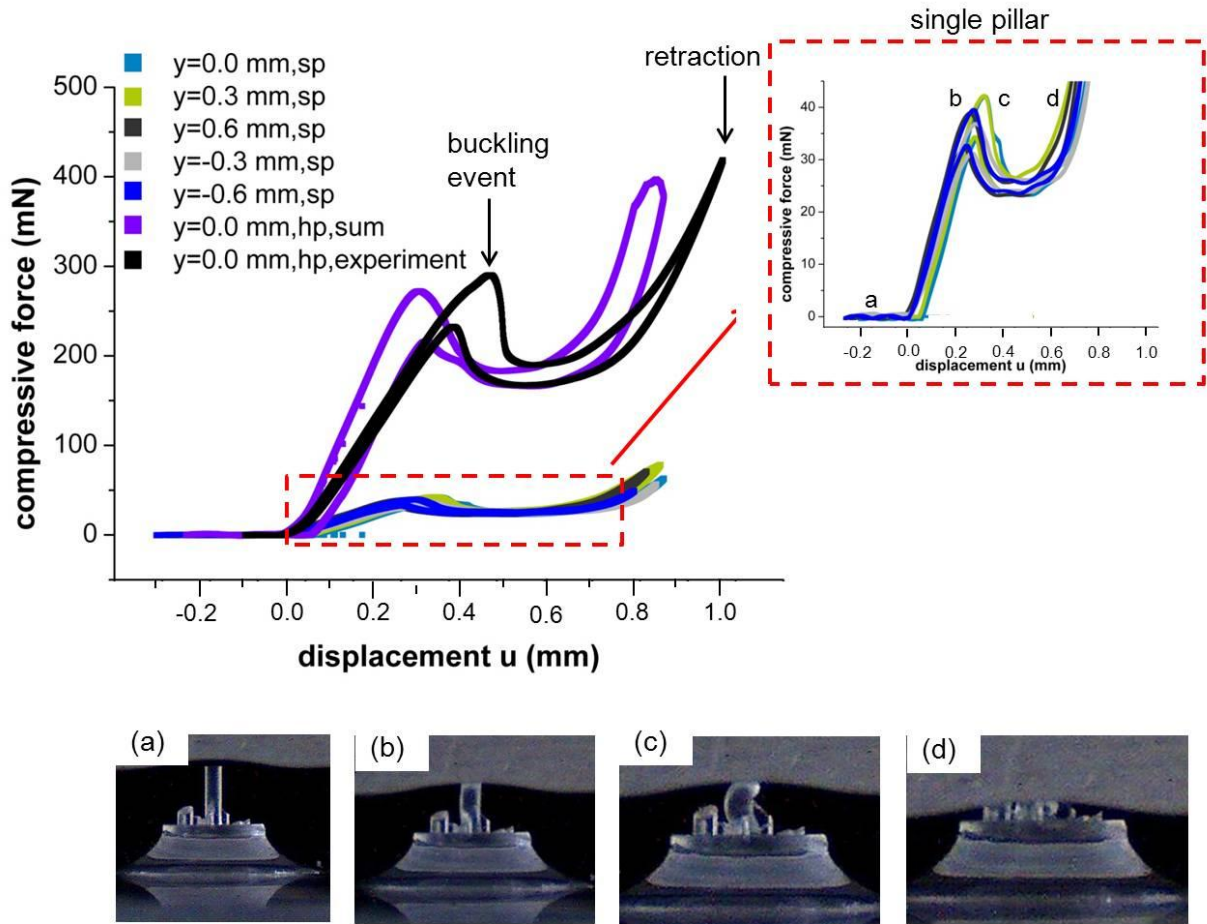 single pillar
retraction
buckling
event
y=0.0 mm,sp
y=0.3 mm,sp
y=0.6 mm,sp
y=-0.3 mm,sp
y=-0.6 mm,sp
y=0.0 mm,hp,sum
y=0.0 mm,hp,experiment
compressive force (mN)
500
400
300
200
100
0
-0.2 0.0 0.2 0.4 0.6 0.8 1.0
displacement u (mm)
b c d
a
compressive force (mN)
40
30
20
10
0
-0.2 0.0 0.2 0.4 0.6 0.8 1.0
displacement u (mm)
(a) (b) (c) (d)